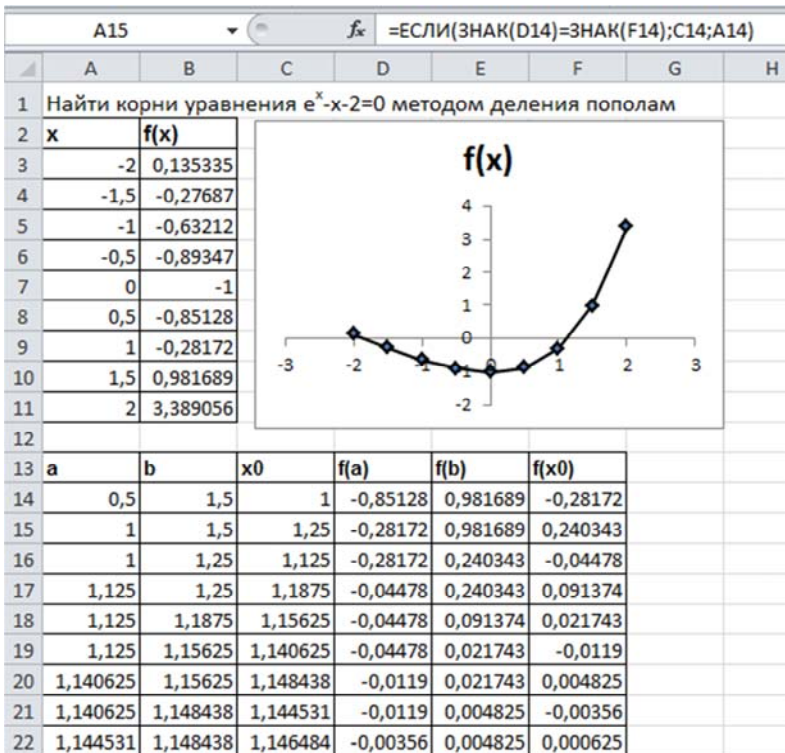 A15 fx =ЕСЛИ(ЗНАК(D14)=ЗНАК(F14);C14;A14)
A B C D E F G H
1 Найти корни уравнения e^x-x-2=0 методом деления пополам
2 x f(x)
3 -2 0,135335
4 -1,5 -0,27687
5 -1 -0,63212
6 -0,5 -0,89347
7 0 -1
8 0,5 -0,85128
9 1 -0,28172
10 1,5 0,981689
11 2 3,389056
12
f(x)
4
3
2
1
0
-3 -2 -1 0 1 2 3
-1
-2
13 a b x0 f(a) f(b) f(x0)
14 0,5 1,5 1 -0,85128 0,981689 -0,28172
15 1 1,5 1,25 -0,28172 0,981689 0,240343
16 1 1,25 1,125 -0,28172 0,240343 -0,04478
17 1,125 1,25 1,1875 -0,04478 0,240343 0,091374
18 1,125 1,1875 1,15625 -0,04478 0,091374 0,021743
19 1,125 1,15625 1,140625 -0,04478 0,021743 -0,0119
20 1,140625 1,15625 1,148438 -0,0119 0,021743 0,004825
21 1,140625 1,148438 1,144531 -0,0119 0,004825 -0,00356
22 1,144531 1,148438 1,146484 -0,00356 0,004825 0,000625